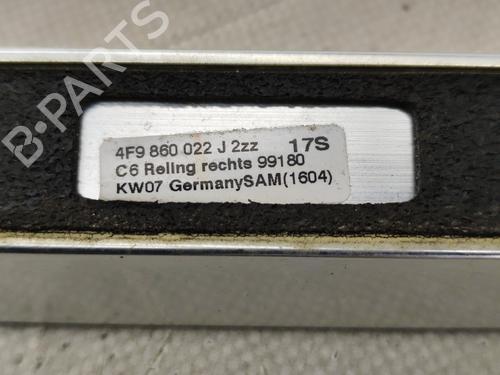 4F9 860 022 J 2zz 17S
C6 Reling rechts 99180
KW07 GermanySAM(1604)
B-PARTS